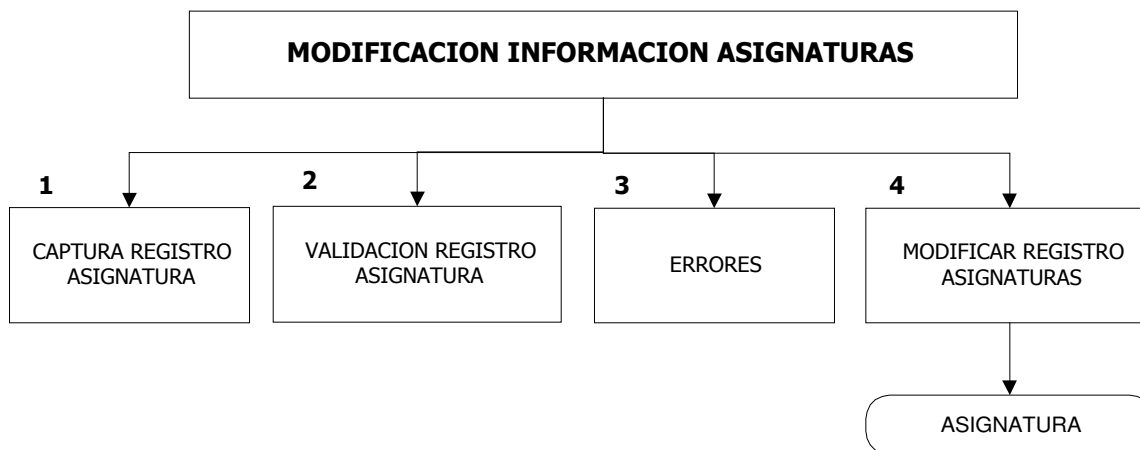 MODIFICACION INFORMACION ASIGNATURAS
1
2
3
4
CAPTURA REGISTRO
ASIGNATURA
VALIDACION REGISTRO
ASIGNATURA
ERRORES
MODIFICAR REGISTRO
ASIGNATURAS
ASIGNATURA